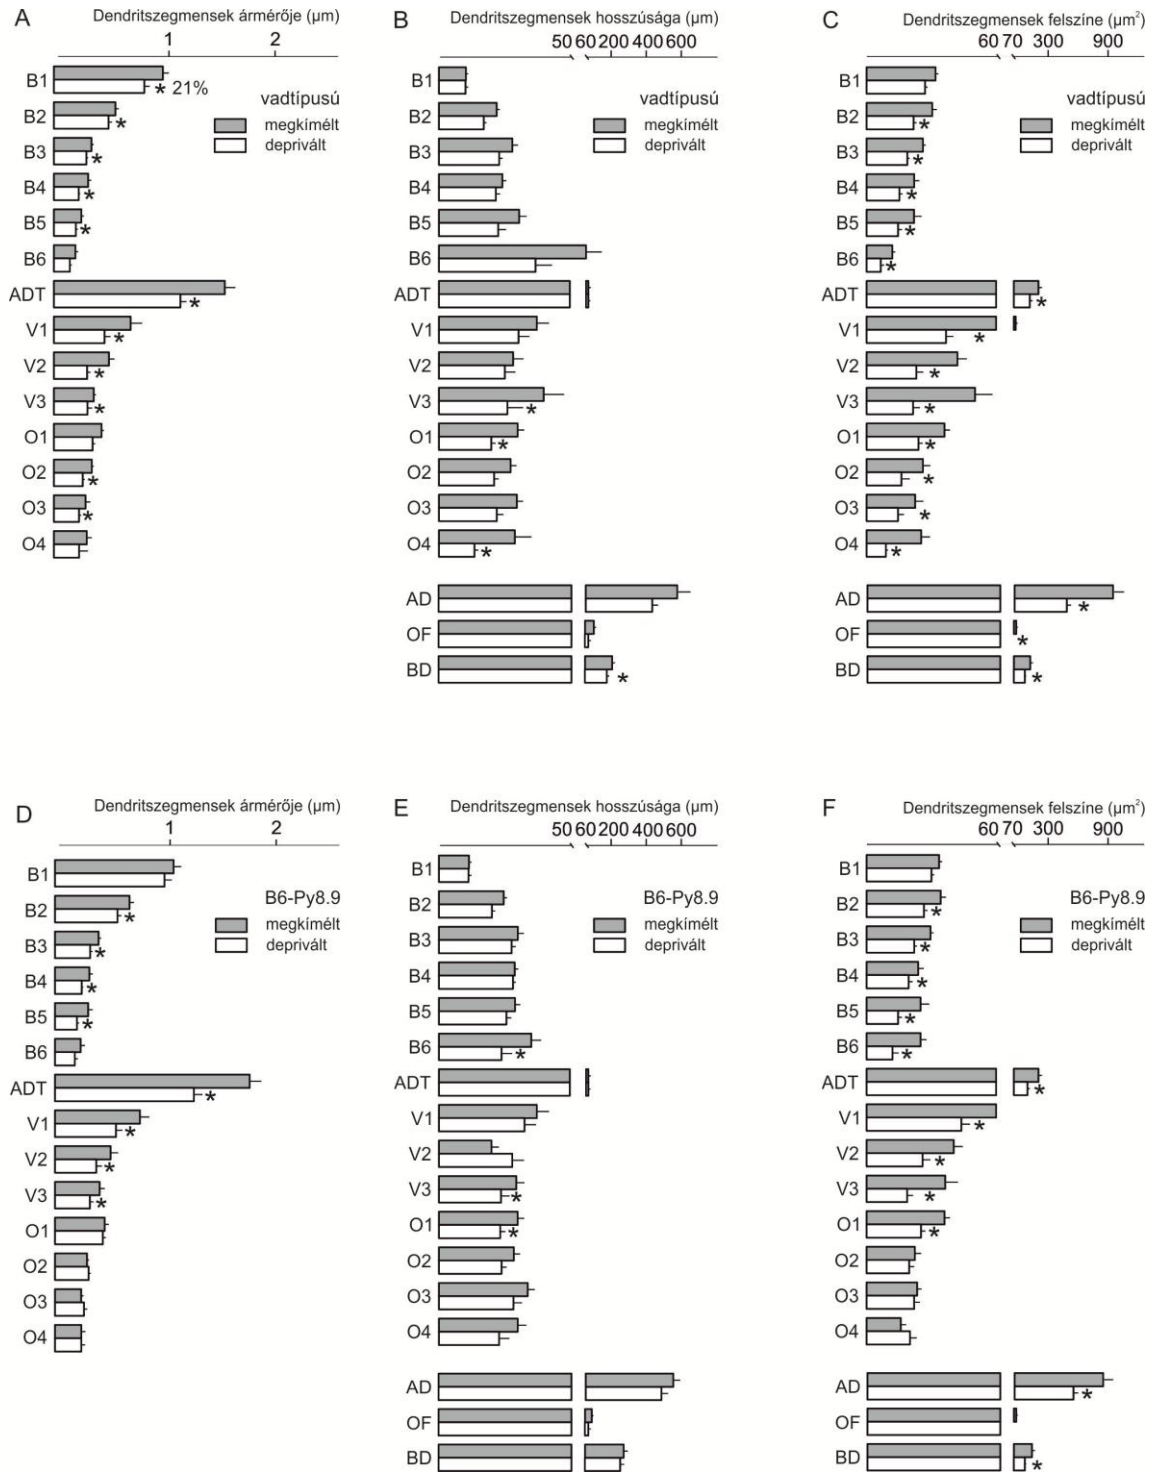 A Dendritszegmensek ármérője (µm)
1 2
B1
* 21%
B2
*
B3
*
B4
*
B5
*
B6
ADT
*
V1
*
V2
*
V3
*
O1
O2
*
O3
*
O4
vadtípusú
megkímélt
deprivált
B Dendritszegmensek hosszúsága (µm)
50 60 200 400 600
B1
B2
B3
B4
B5
B6
ADT
V1
V2
V3
*
O1
*
O2
O3
O4
*
AD
OF
BD
*
vadtípusú
megkímélt
deprivált
C Dendritszegmensek felszíne (µm²)
60 70 300 900
B1
B2
*
B3
*
B4
*
B5
*
B6
*
ADT
*
V1
*
V2
*
V3
*
O1
*
O2
*
O3
*
O4
*
AD
*
OF
*
BD
*
vadtípusú
megkímélt
deprivált
D Dendritszegmensek ármérője (µm)
1 2
B1
B2
*
B3
*
B4
*
B5
*
B6
ADT
*
V1
*
V2
*
V3
*
O1
O2
O3
O4
B6-Py8.9
megkímélt
deprivált
E Dendritszegmensek hosszúsága (µm)
50 60 200 400 600
B1
B2
B3
B4
B5
B6
*
ADT
V1
V2
V3
*
O1
*
O2
O3
O4
AD
OF
BD
B6-Py8.9
megkímélt
deprivált
F Dendritszegmensek felszíne (µm²)
60 70 300 900
B1
B2
*
B3
*
B4
*
B5
*
B6
*
ADT
*
V1
*
V2
*
V3
*
O1
*
O2
O3
O4
AD
*
OF
BD
*
B6-Py8.9
megkímélt
deprivált